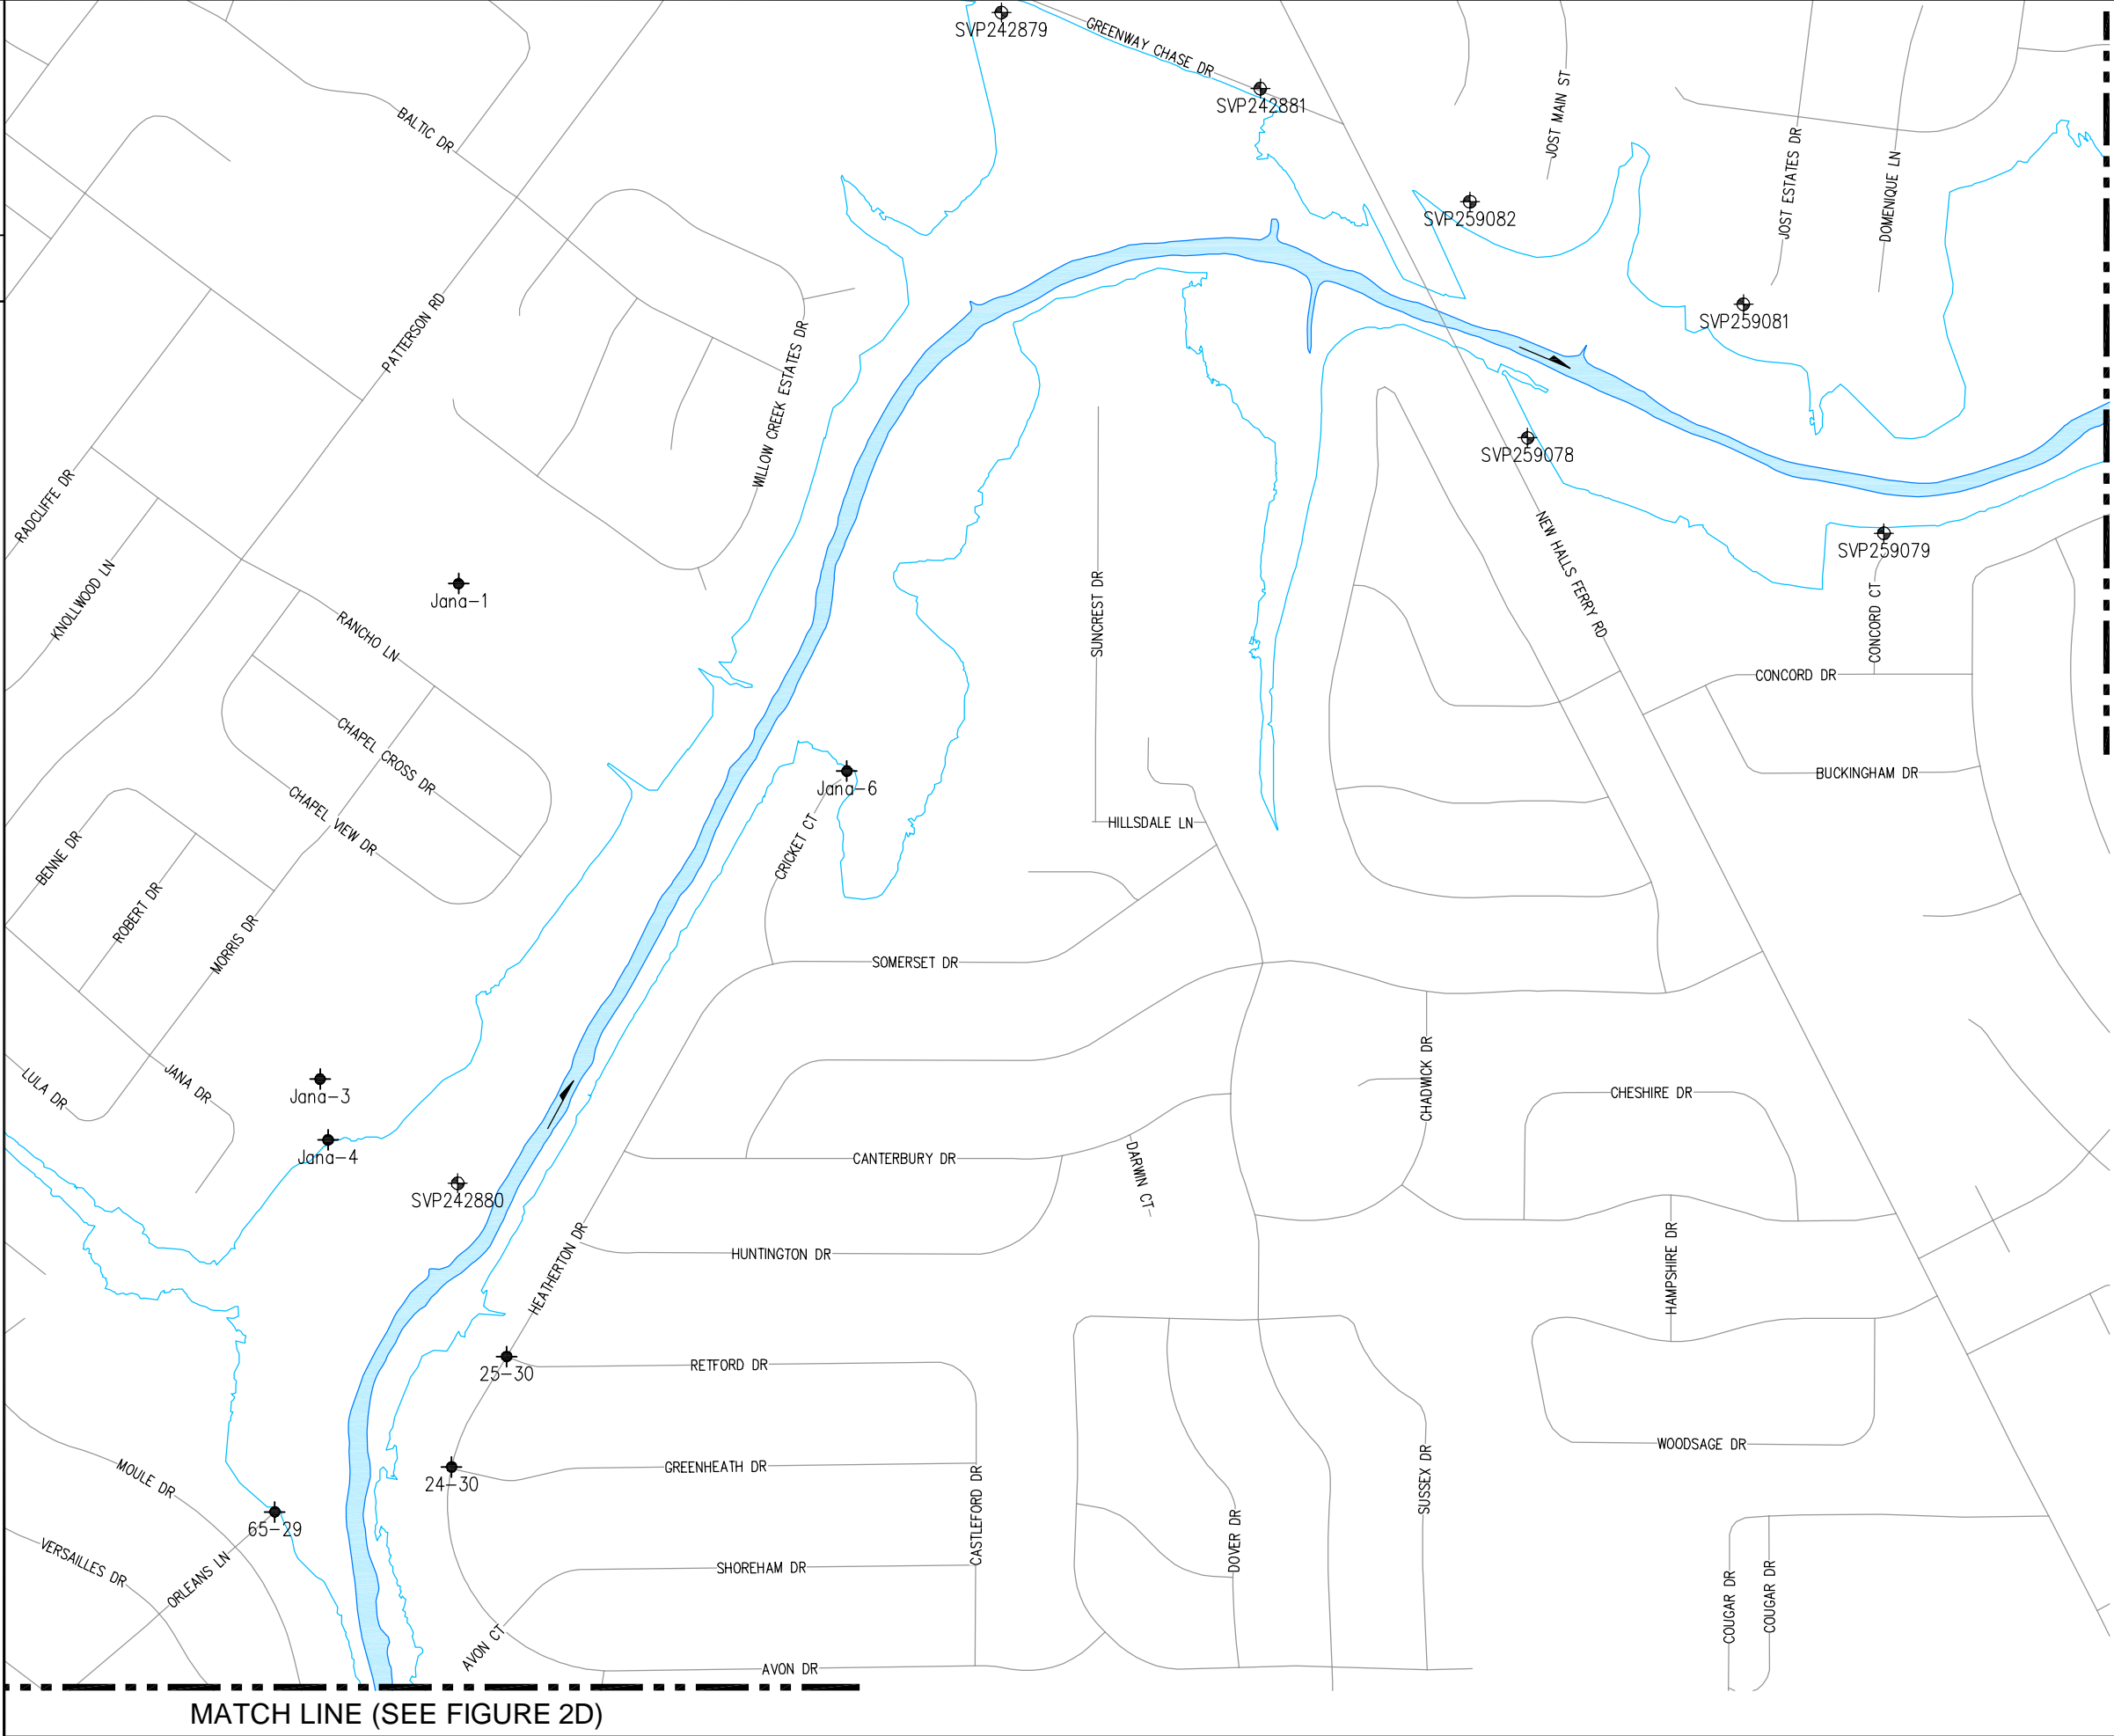 SVP242879
GREENWAY CHASE DR
SVP242881
JOST MAIN ST
BALTIC DR
JOST ESTATES DR
DOMENIQUE LN
SVP259082
PATTERSON RD
SVP259081
WILLOW CREEK ESTATES DR
SVP259078
RADCLIFFE DR
NEW HALLS FERRY RD
SVP259079
KNOLLWOOD LN
Jana-1
SUNCREST DR
CONCORD CT
RANCHO LN
CONCORD DR
CHAPEL CROSS DR
BUCKINGHAM DR
Jana-6
CHAPEL VIEW DR
HILLSDALE LN
CRICKET CT
BENNE DR
ROBERT DR
MORRIS DR
SOMERSET DR
CHADWICK DR
JANA DR
LULA DR
Jana-3
CHESHIRE DR
Jana-4
CANTERBURY DR
DARWIN CT
SVP242880
HUNTINGTON DR
HEATHERTON DR
HAMPSHIRE DR
25-30
RETFORD DR
WOODSAGE DR
MOULE DR
24-30
GREENHEATH DR
CASTLEFORD DR
SUSSEX DR
65-29
DOVER DR
VERSAILLES DR
ORLEANS LN
SHOREHAM DR
COUGAR DR
COUGAR DR
AVON CT
AVON DR
MATCH LINE (SEE FIGURE 2D)